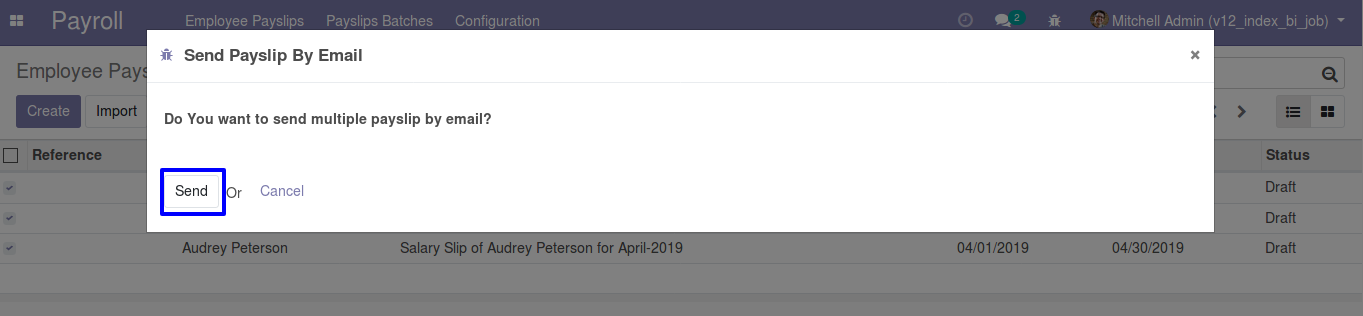 Payroll Employee Payslips Payslips Batches Configuration 2 Mitchell Admin (v12_index_bi_job)
Send Payslip By Email ×
Employee Pays
Create Import
Do You want to send multiple payslip by email?
Reference Status
Send Or Cancel
Draft
Draft
Audrey Peterson Salary Slip of Audrey Peterson for April-2019 04/01/2019 04/30/2019 Draft